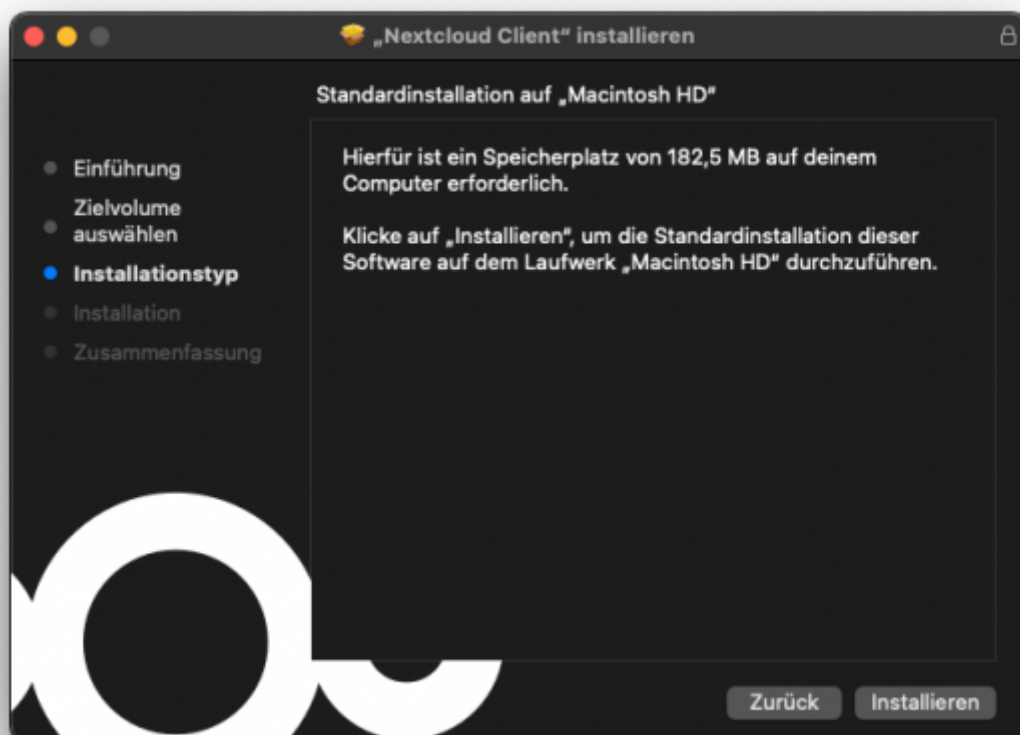 „Nextcloud Client“ installieren
Standardinstallation auf „Macintosh HD“
Einführung
Zielvolume
auswählen
Installationstyp
Installation
Zusammenfassung
Hierfür ist ein Speicherplatz von 182,5 MB auf deinem
Computer erforderlich.
Klicke auf „Installieren“, um die Standardinstallation dieser
Software auf dem Laufwerk „Macintosh HD“ durchzuführen.
Zurück
Installieren